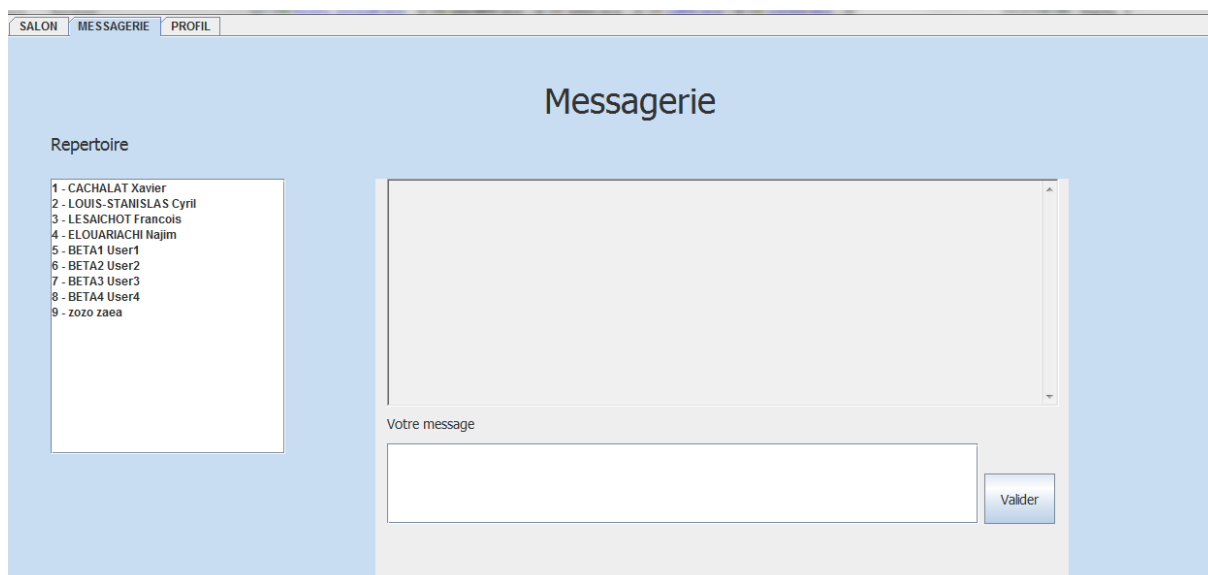 SALON MESSAGERIE PROFIL
Messagerie
Repertoire
1 - CACHALAT Xavier
2 - LOUIS-STANISLAS Cyril
3 - LESAICHOT Francois
4 - ELOUARIACHI Najim
5 - BETA1 User1
6 - BETA2 User2
7 - BETA3 User3
8 - BETA4 User4
9 - zozo zaea
Votre message
Valider